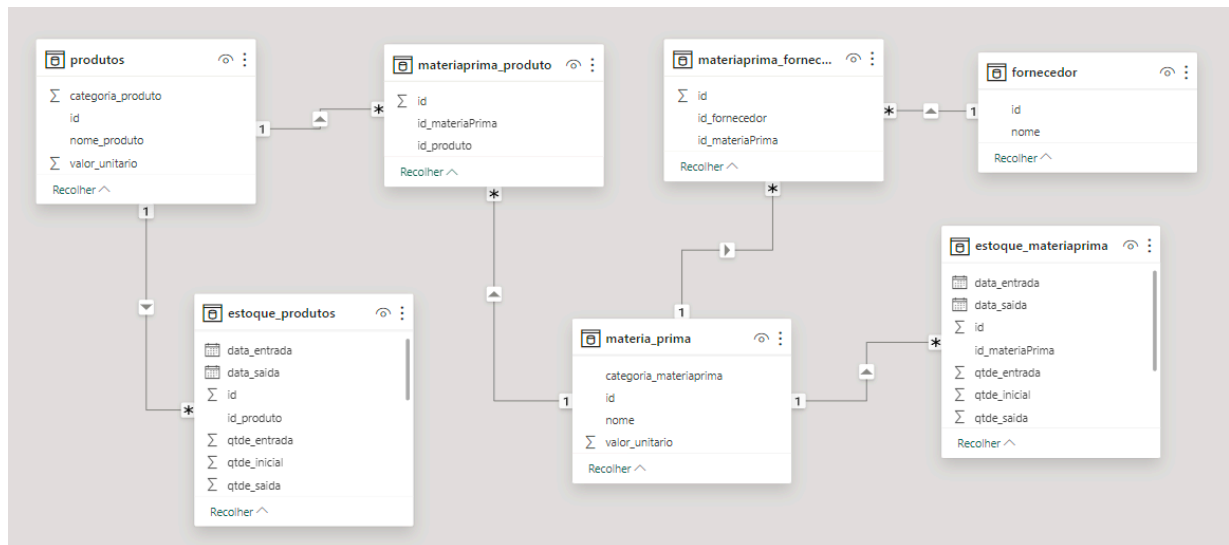 produtos
Σ categoria_produto
id
nome_produto
Σ valor_unitario
Recolher
materiaprima_produto
Σ id
id_materiaPrima
id_produto
Recolher
materiaprima_fornec...
Σ id
id_fornecedor
id_materiaPrima
Recolher
fornecedor
id
nome
Recolher
1
*
*
1
1
*
*
estoque_produtos
data_entrada
data_saida
Σ id
id_produto
Σ qtde_entrada
Σ qtde_inicial
Σ qtde_saida
Recolher
*
1
materia_prima
categoria_materiaprima
id
nome
Σ valor_unitario
Recolher
1
1
*
estoque_materiaprima
data_entrada
data_saida
Σ id
id_materiaPrima
Σ qtde_entrada
Σ qtde_inicial
Σ qtde_saida
Recolher